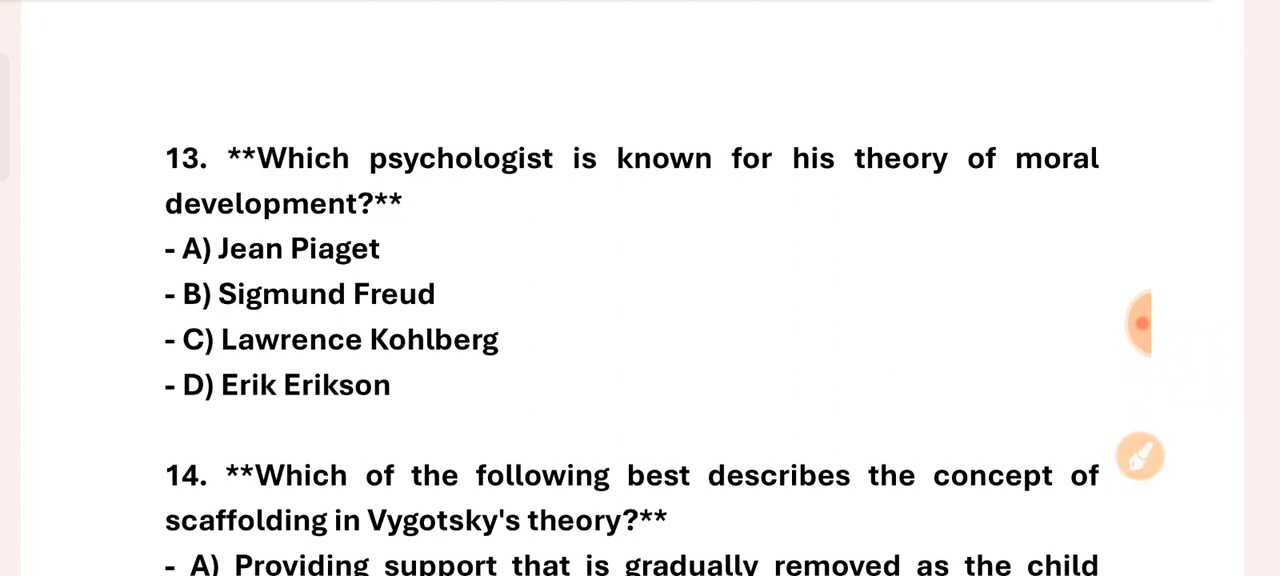 13. **Which psychologist is known for his theory of moral
development?**
- A) Jean Piaget
- B) Sigmund Freud
- C) Lawrence Kohlberg
- D) Erik Erikson
14. **Which of the following best describes the concept of
scaffolding in Vygotsky's theory?**
- A) Providing support that is gradually removed as the child